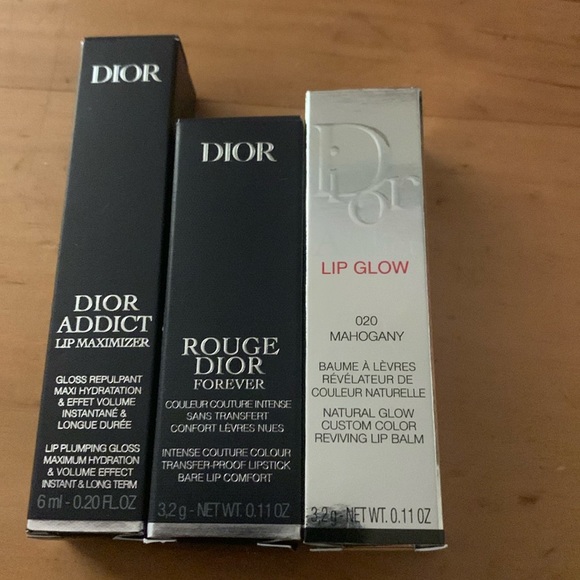 DIOR
DIOR
ADDICT
LIP MAXIMIZER
GLOSS REPULPANT
MAXI HYDRATATION
& EFFET VOLUME
INSTANTANÉ &
LONGUE DURÉE
LIP PLUMPING GLOSS
MAXIMUM HYDRATION
& VOLUME EFFECT
INSTANT & LONG TERM
6 ml - 0.20 FL.OZ
DIOR
ROUGE
DIOR
FOREVER
COULEUR COUTURE INTENSE
SANS TRANSFERT
CONFORT LÈVRES NUES
INTENSE COUTURE COLOUR
TRANSFER-PROOF LIPSTICK
BARE LIP COMFORT
3,2 g - NET WT. 0.11 OZ
Dior
LIP GLOW
020
MAHOGANY
BAUME À LÈVRES
RÉVÉLATEUR DE
COULEUR NATURELLE
NATURAL GLOW
CUSTOM COLOR
REVIVING LIP BALM
3,2 g - NET WT. 0.11 OZ